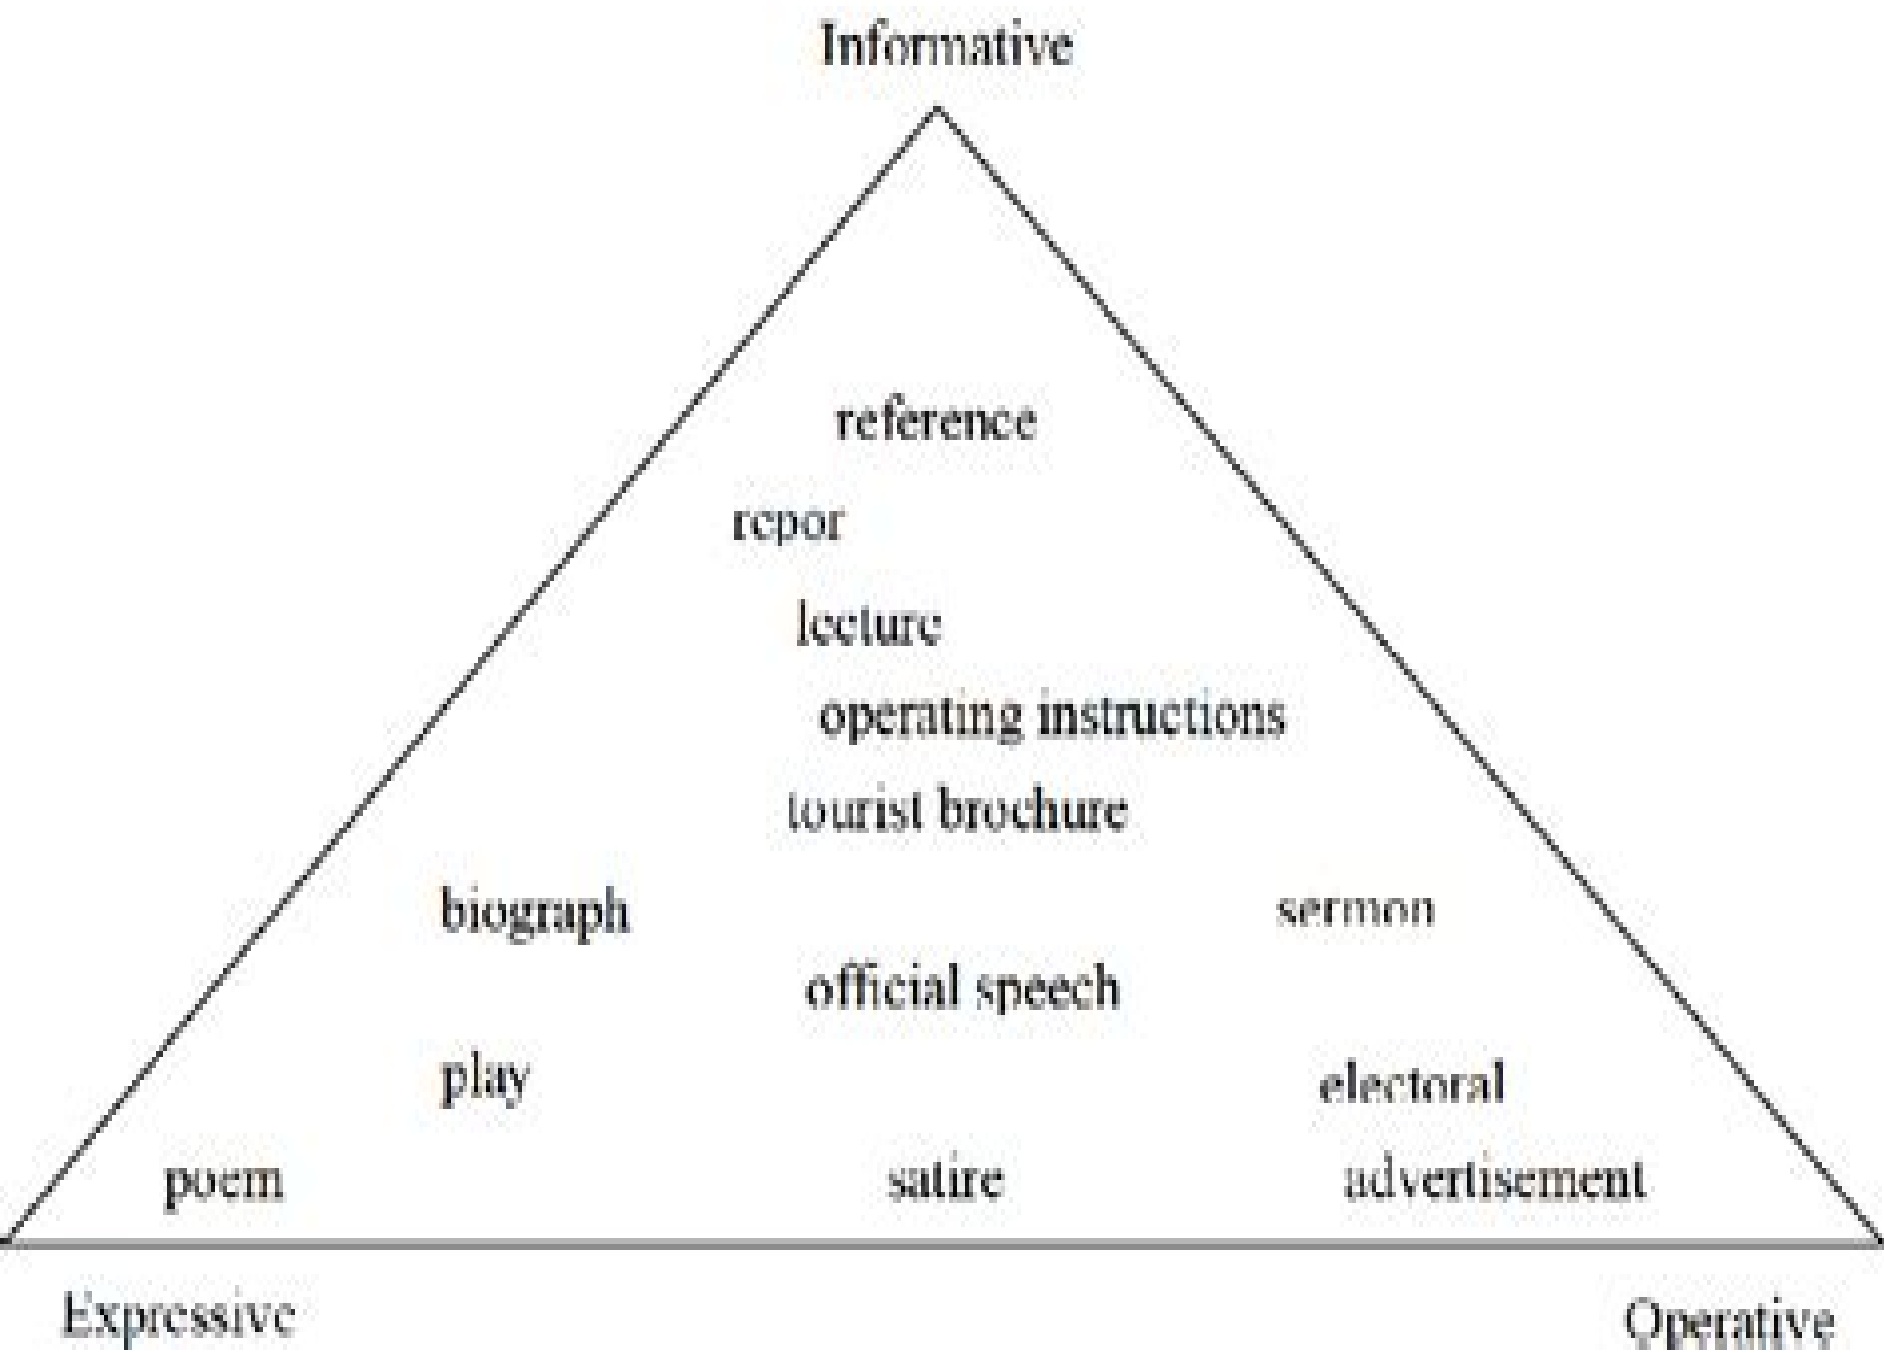 Informative
reference
repor
lecture
operating instructions
tourist brochure
biograph
sermon
official speech
play
electoral
poem
satire
advertisement
Expressive
Operative